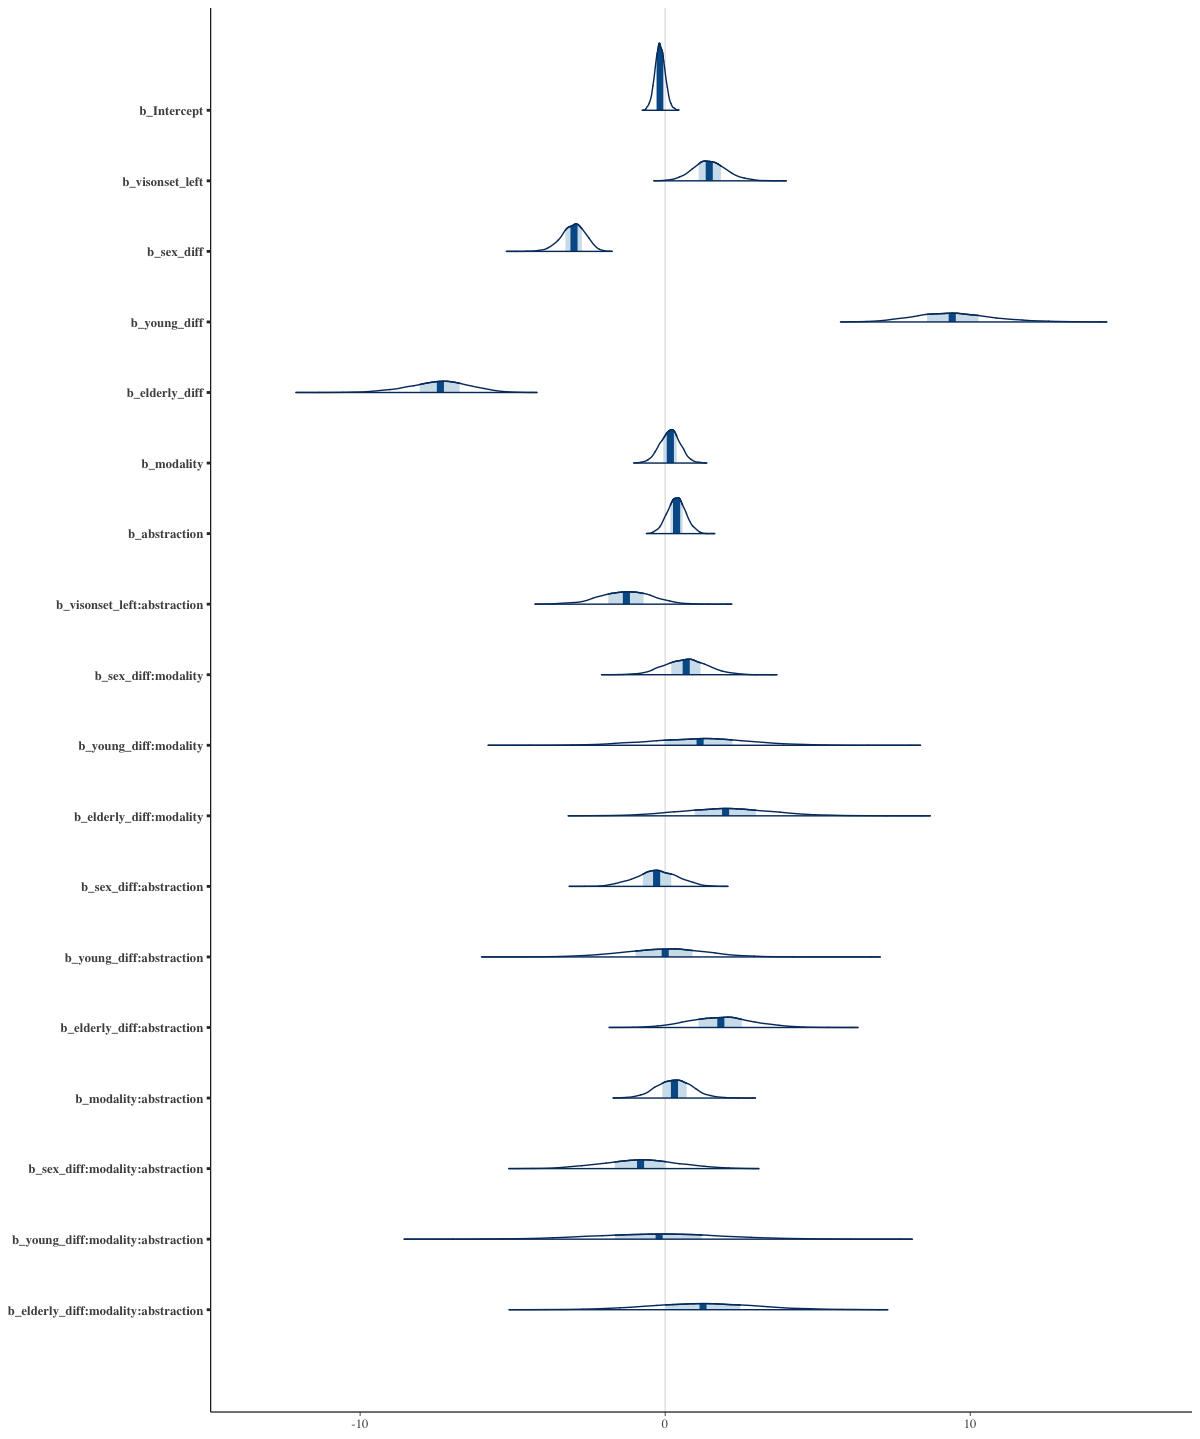 b_Intercept
b_visonset_left
b_sex_diff
b_young_diff
b_elderly_diff
b_modality
b_abstraction
b_visonset_left:abstraction
b_sex_diff:modality
b_young_diff:modality
b_elderly_diff:modality
b_sex_diff:abstraction
b_young_diff:abstraction
b_elderly_diff:abstraction
b_modality:abstraction
b_sex_diff:modality:abstraction
b_young_diff:modality:abstraction
b_elderly_diff:modality:abstraction
-10 0 10